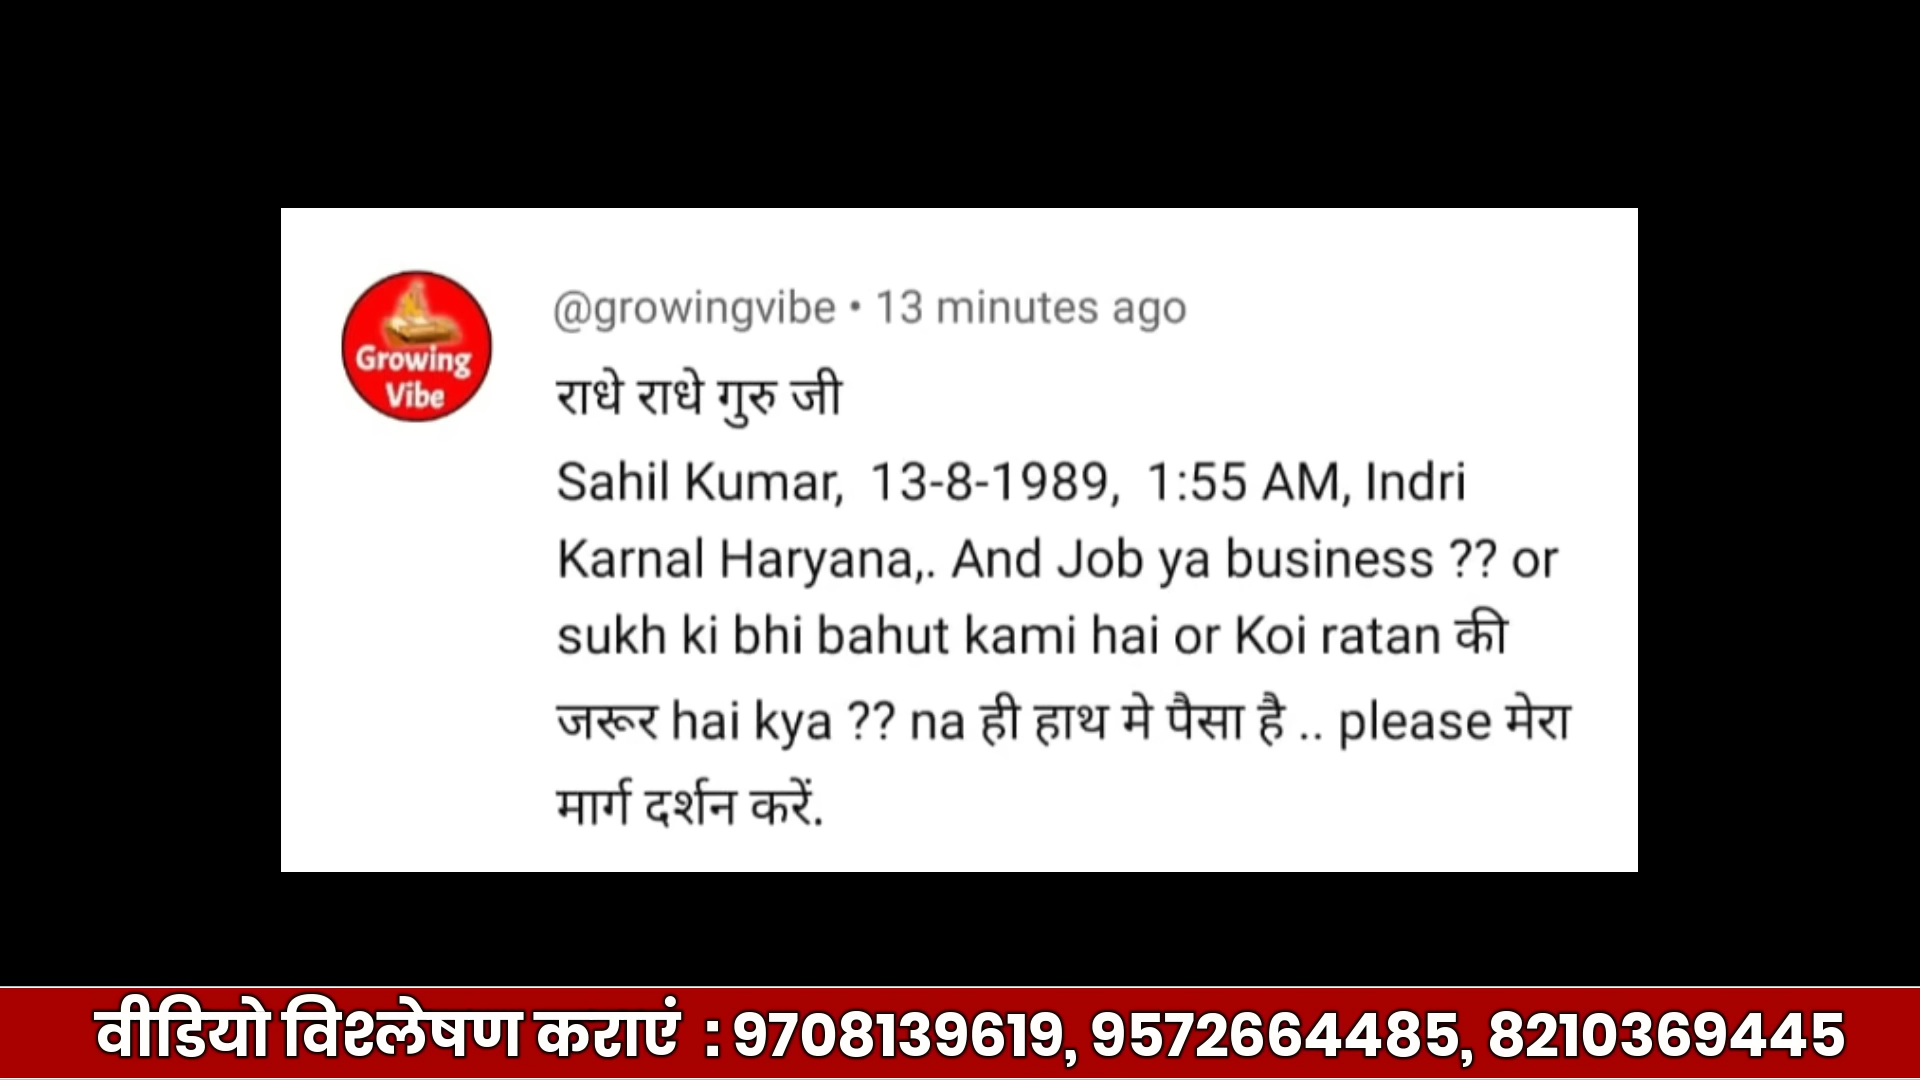 Growing
Vibe
@growingvibe • 13 minutes ago
राधे राधे गुरु जी
Sahil Kumar, 13-8-1989, 1:55 AM, Indri
Karnal Haryana,. And Job ya business ?? or
sukh ki bhi bahut kami hai or Koi ratan की
जरूर hai kya ?? na ही हाथ मे पैसा है .. please मेरा
मार्ग दर्शन करें.
वीडियो विश्लेषण कराएं : 9708139619, 9572664485, 8210369445